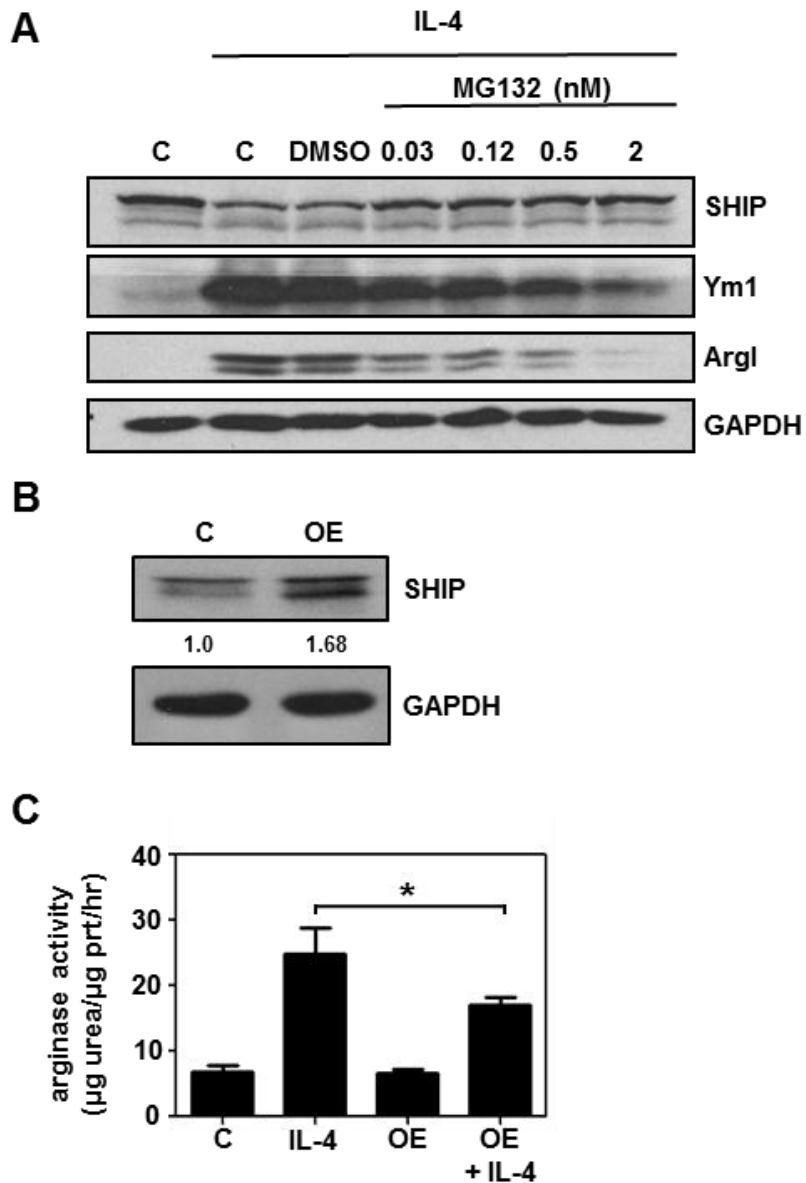 A
IL-4
MG132 (nM)
C C DMSO 0.03 0.12 0.5 2
SHIP
Ym1
ArgI
GAPDH
B
C OE
SHIP
1.0 1.68
GAPDH
C
arginase activity
(µg urea/µg prt/hr)
40
30
20
10
0
*
C IL-4 OE OE
+ IL-4